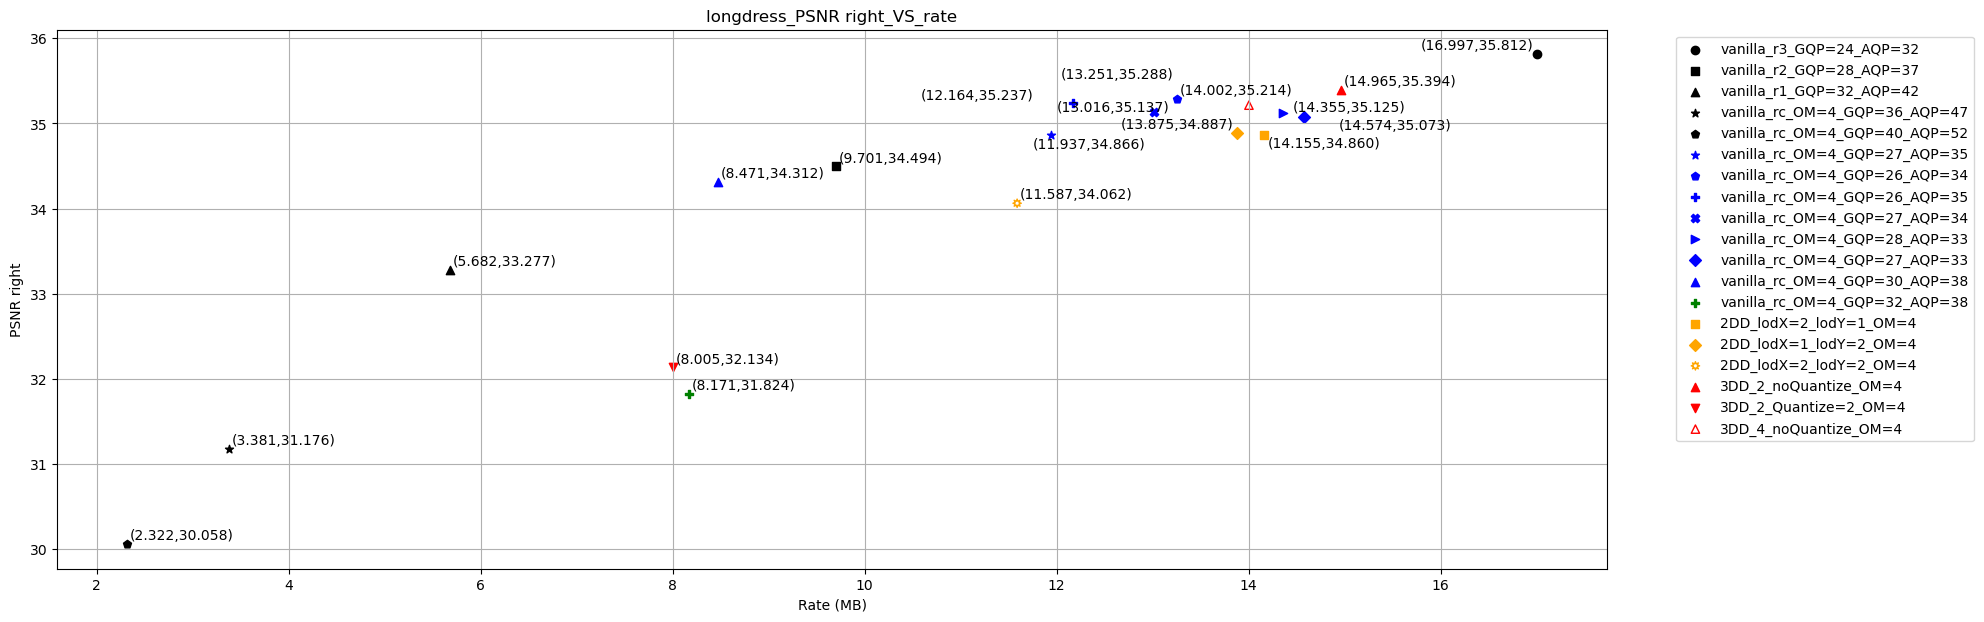 longdress_PSNR right_VS_rate
PSNR right
36
35
34
33
32
31
30
(16.997,35.812)
(13.251,35.288)
(14.965,35.394)
(12.164,35.237)
(14.002,35.214)
(13.016,35.137)
(14.355,35.125)
(13.875,34.887)
(14.574,35.073)
(11.937,34.866)
(14.155,34.860)
(9.701,34.494)
(8.471,34.312)
(11.587,34.062)
(5.682,33.277)
(8.005,32.134)
(8.171,31.824)
(3.381,31.176)
(2.322,30.058)
2
4
6
8
10
12
14
16
Rate (MB)
vanilla_r3_GQP=24_AQP=32
vanilla_r2_GQP=28_AQP=37
vanilla_r1_GQP=32_AQP=42
vanilla_rc_OM=4_GQP=36_AQP=47
vanilla_rc_OM=4_GQP=40_AQP=52
vanilla_rc_OM=4_GQP=27_AQP=35
vanilla_rc_OM=4_GQP=26_AQP=34
vanilla_rc_OM=4_GQP=26_AQP=35
vanilla_rc_OM=4_GQP=27_AQP=34
vanilla_rc_OM=4_GQP=28_AQP=33
vanilla_rc_OM=4_GQP=27_AQP=33
vanilla_rc_OM=4_GQP=30_AQP=38
vanilla_rc_OM=4_GQP=32_AQP=38
2DD_lodX=2_lodY=1_OM=4
2DD_lodX=1_lodY=2_OM=4
2DD_lodX=2_lodY=2_OM=4
3DD_2_noQuantize_OM=4
3DD_2_Quantize=2_OM=4
3DD_4_noQuantize_OM=4